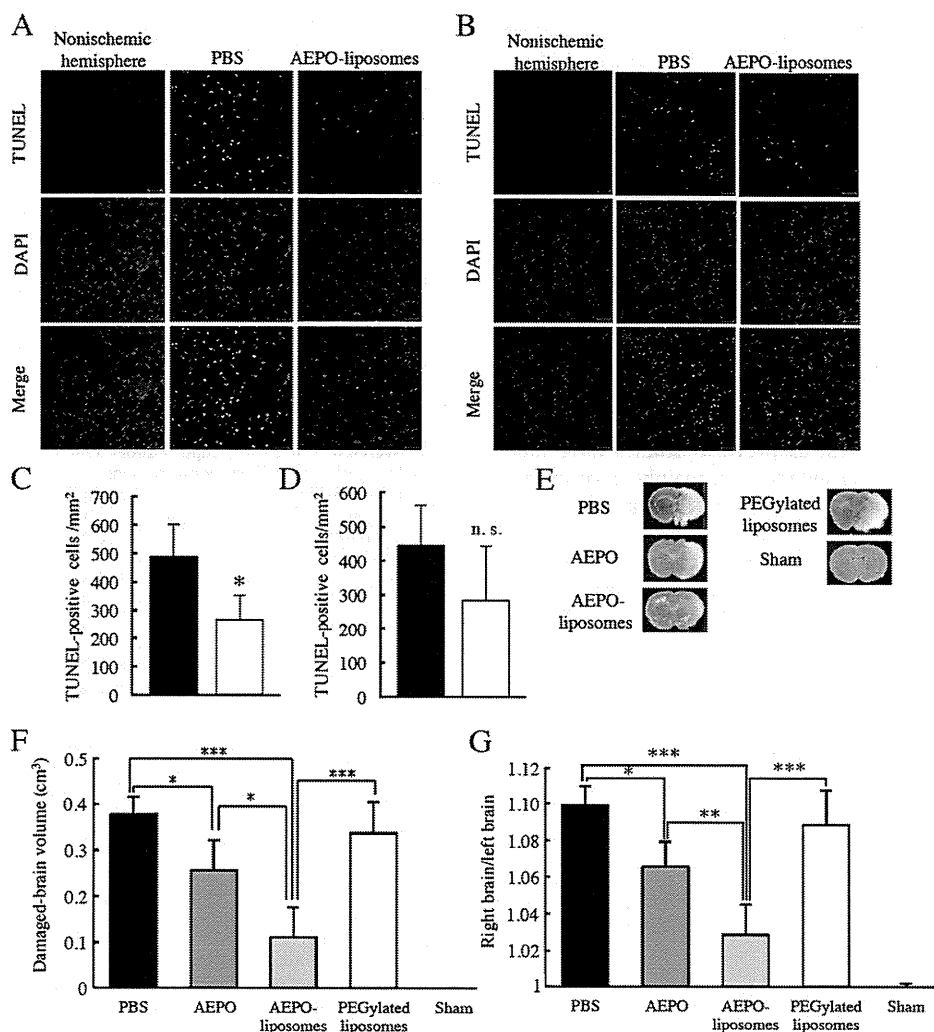 A
Nonischemic
hemisphere
PBS
AEPO-liposomes
TUNEL
DAPI
Merge
B
Nonischemic
hemisphere
PBS
AEPO-liposomes
TUNEL
DAPI
Merge
C
TUNEL-positive cells /mm²
700
600
500
400
300
200
100
0
*
D
TUNEL-positive cells/mm²
600
500
400
300
200
100
0
n. s.
E
PBS
AEPO
AEPO-
liposomes
PEGylated
liposomes
Sham
F
Damaged-brain volume (cm³)
0.5
0.4
0.3
0.2
0.1
0
***
*
*
***
PBS
AEPO
AEPO-
liposomes
PEGylated
liposomes
Sham
G
Right brain/left brain
1.12
1.10
1.08
1.06
1.04
1.02
1
***
*
**
***
PBS
AEPO
AEPO-
liposomes
PEGylated
liposomes
Sham